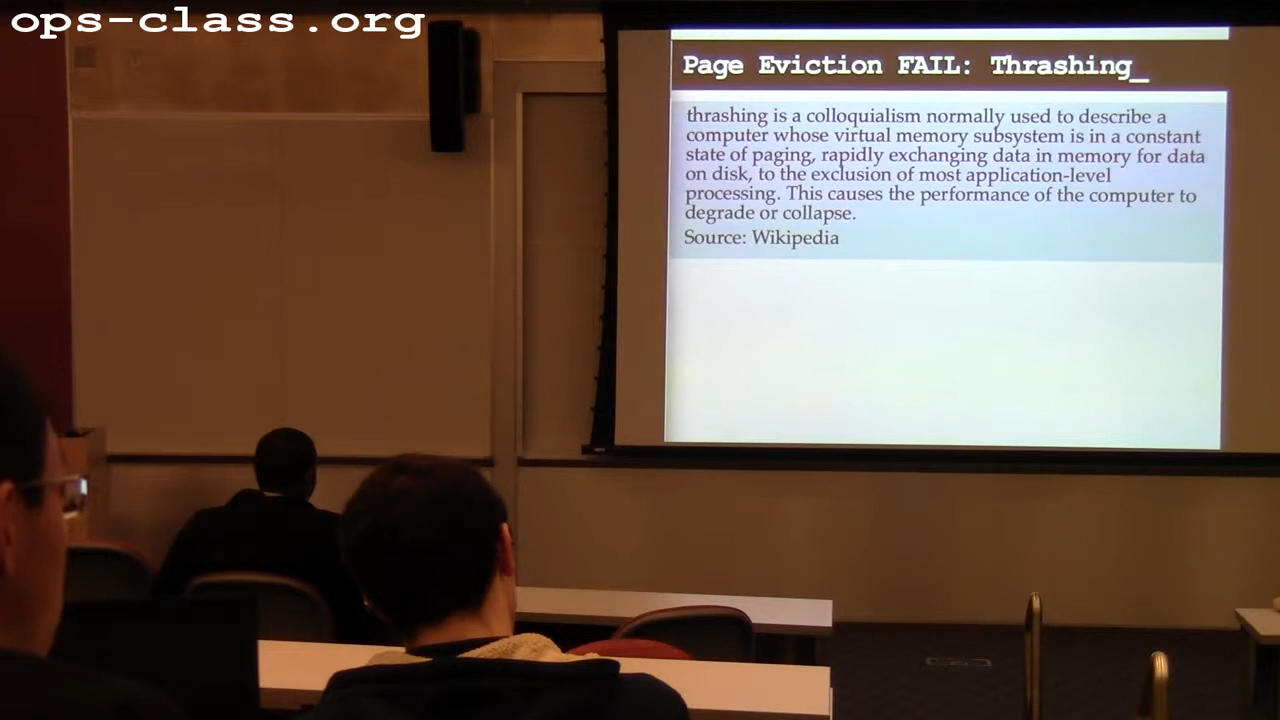 ops-class.org
Page Eviction FAIL: Thrashing_
thrashing is a colloquialism normally used to describe a
computer whose virtual memory subsystem is in a constant
state of paging, rapidly exchanging data in memory for data
on disk, to the exclusion of most application-level
processing. This causes the performance of the computer to
degrade or collapse.
Source: Wikipedia